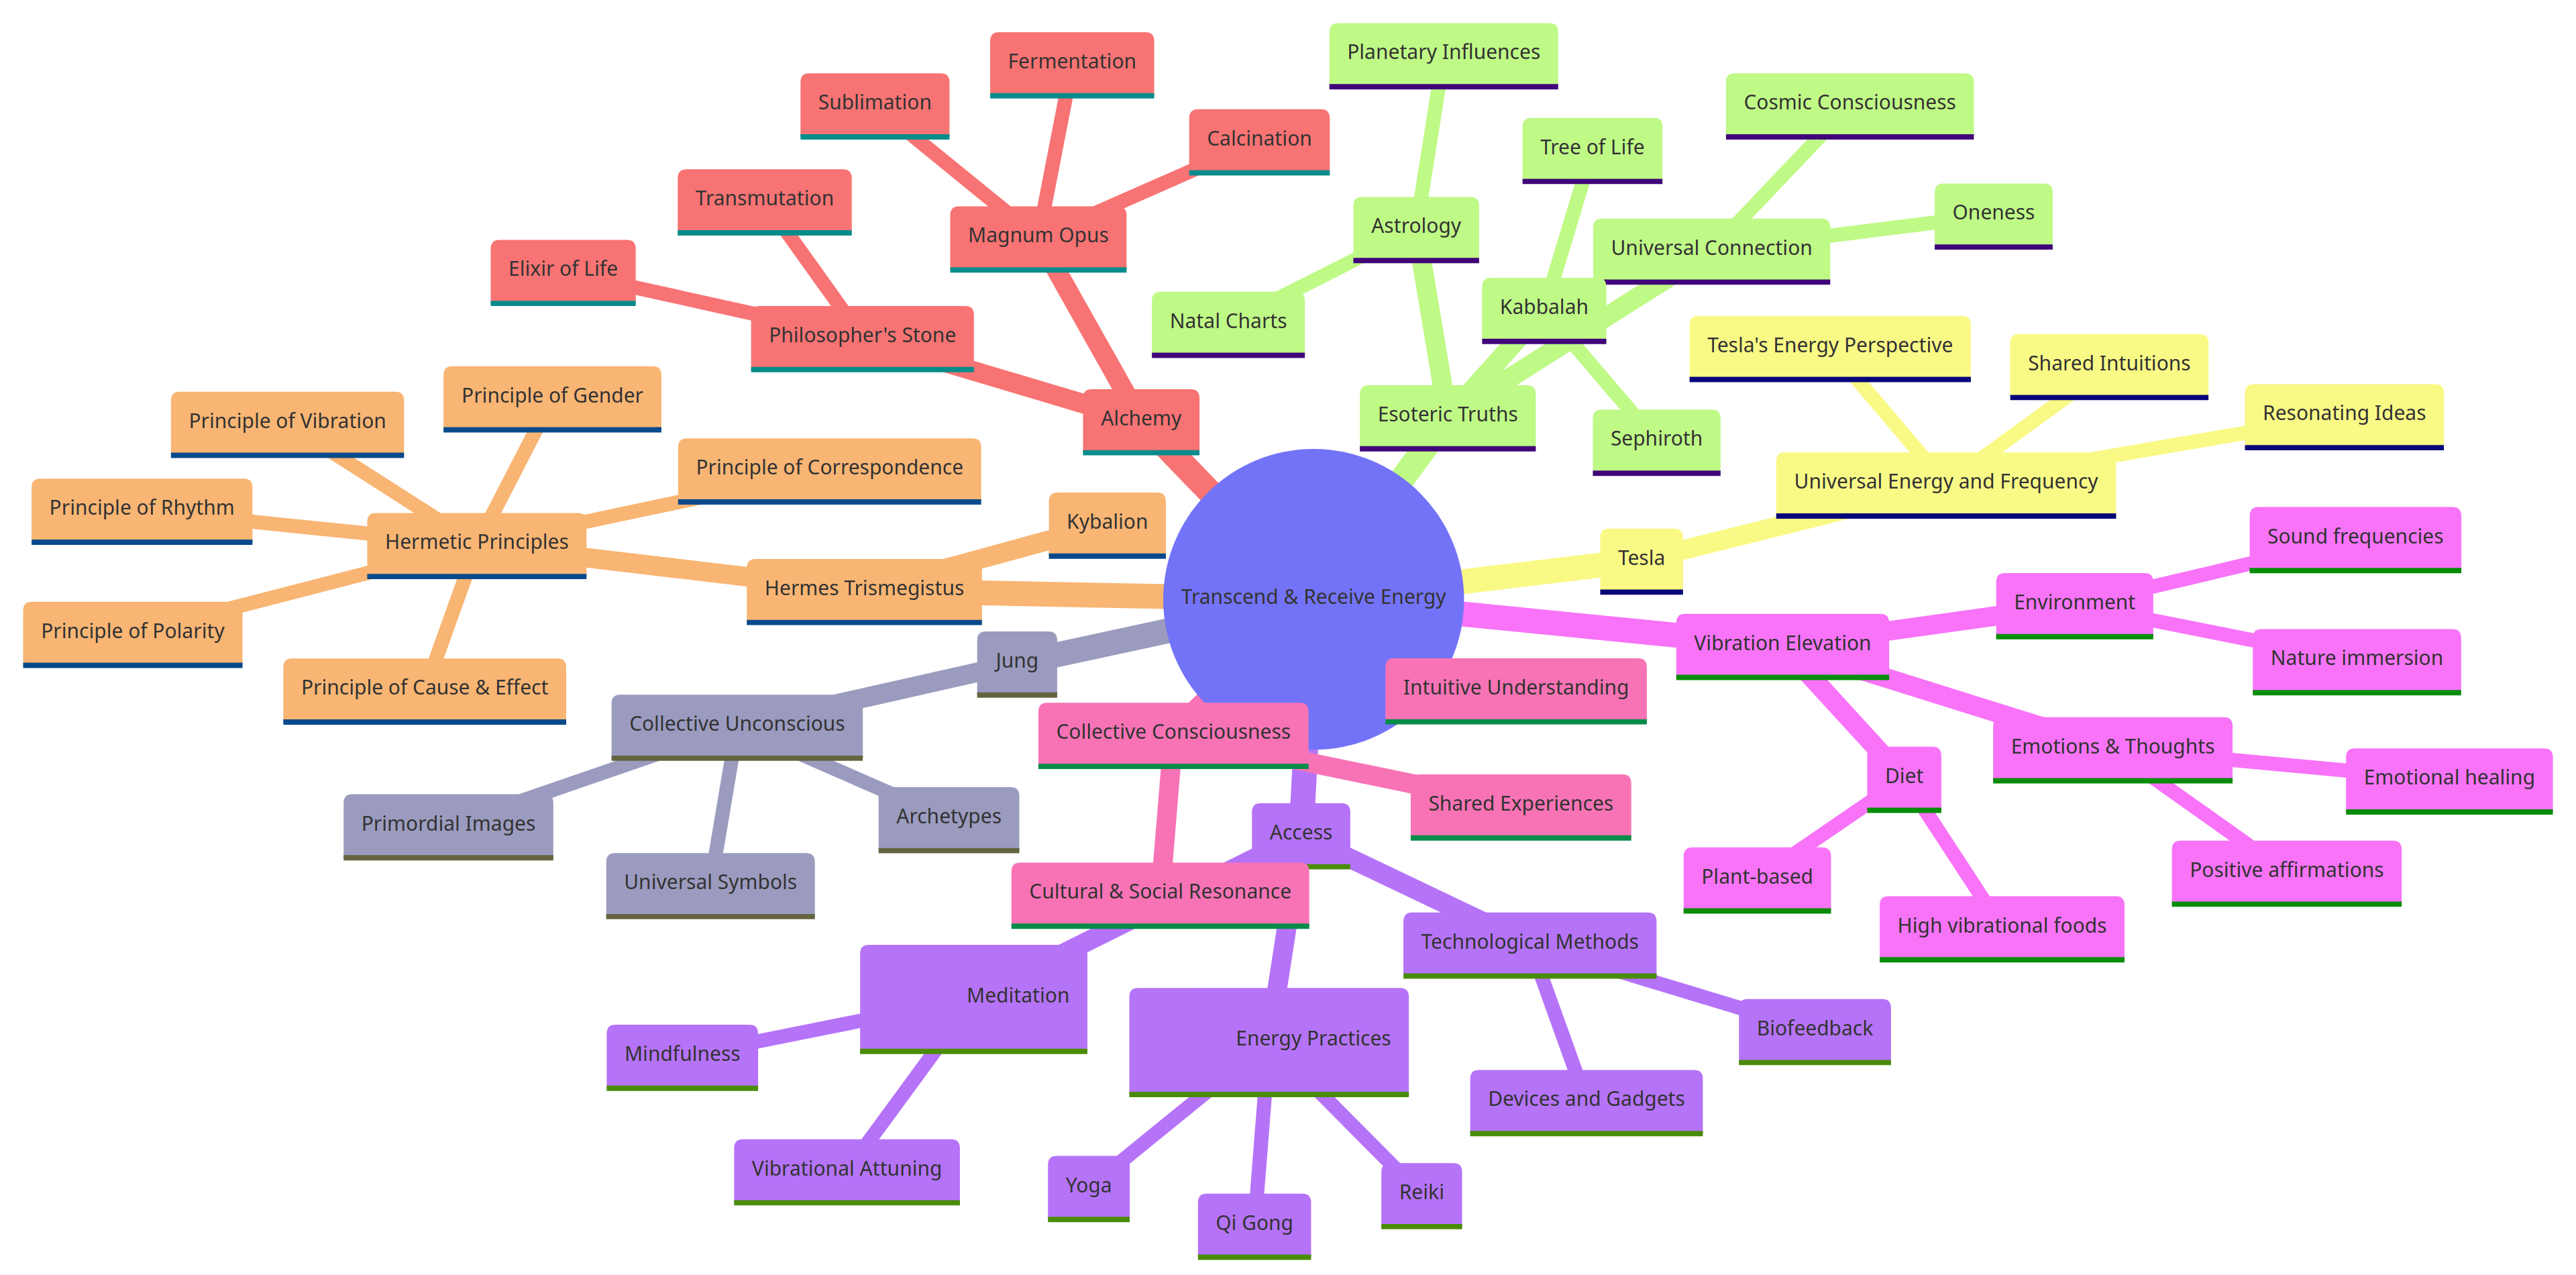 Planetary Influences
Fermentation
Sublimation
Cosmic Consciousness
Calcination
Tree of Life
Transmutation
Oneness
Astrology
Magnum Opus
Universal Connection
Elixir of Life
Kabbalah
Natal Charts
Philosopher's Stone
Tesla's Energy Perspective
Shared Intuitions
Principle of Gender
Resonating Ideas
Esoteric Truths
Alchemy
Principle of Vibration
Sephiroth
Principle of Correspondence
Universal Energy and Frequency
Principle of Rhythm
Kybalion
Sound frequencies
Hermetic Principles
Tesla
Hermes Trismegistus
Transcend & Receive Energy
Environment
Principle of Polarity
Vibration Elevation
Nature immersion
Jung
Principle of Cause & Effect
Intuitive Understanding
Collective Unconscious
Collective Consciousness
Emotions & Thoughts
Diet
Emotional healing
Shared Experiences
Archetypes
Primordial Images
Access
Positive affirmations
Plant-based
Universal Symbols
Cultural & Social Resonance
High vibrational foods
Technological Methods
Meditation
Biofeedback
Energy Practices
Mindfulness
Devices and Gadgets
Vibrational Attuning
Yoga
Reiki
Qi Gong